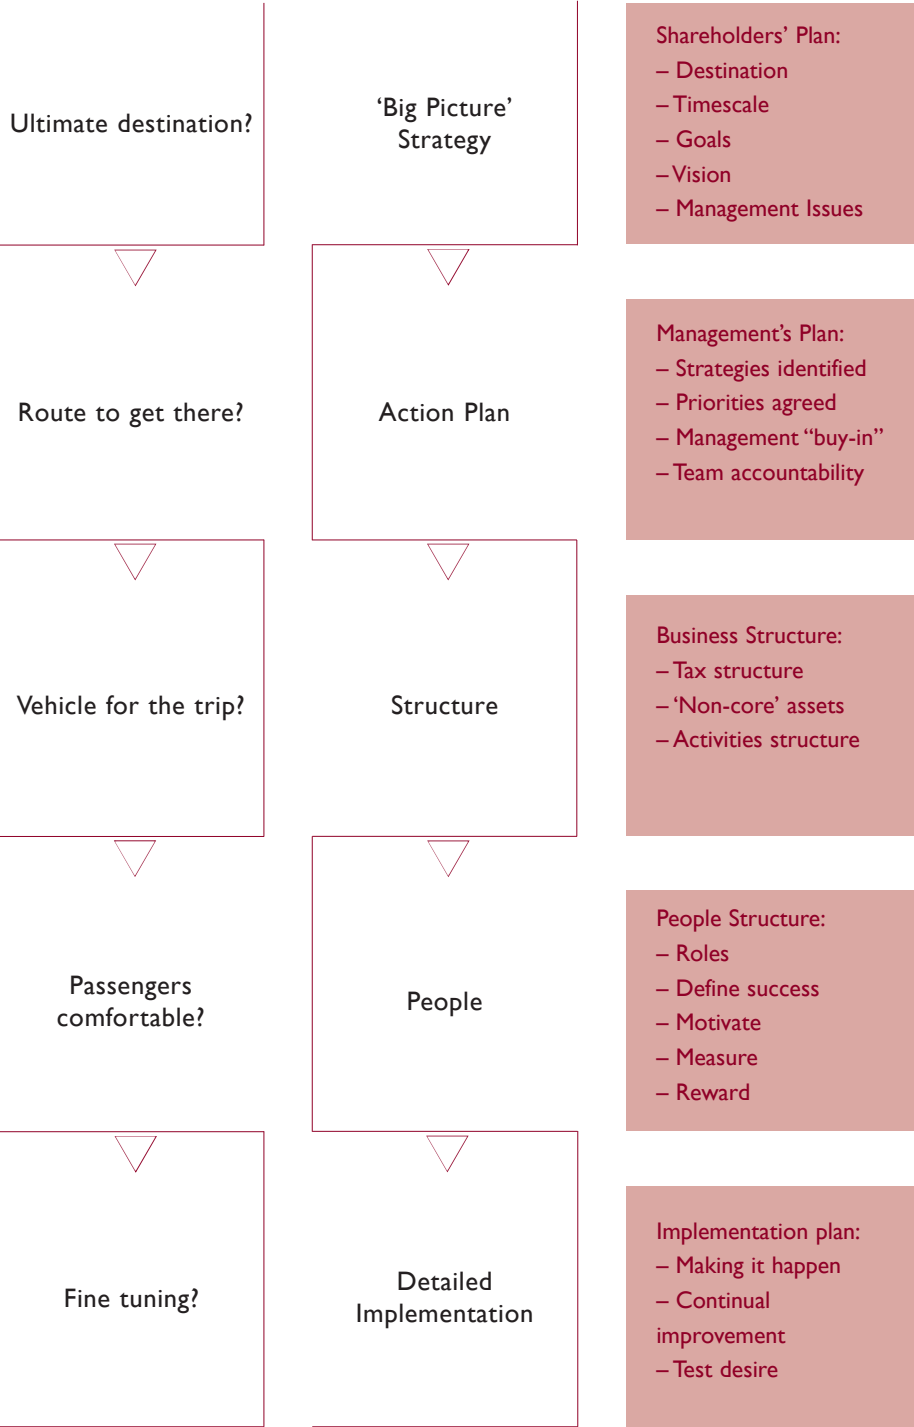 Ultimate destination?
‘Big Picture’
Strategy
Shareholders’ Plan:
– Destination
– Timescale
– Goals
– Vision
– Management Issues
Route to get there?
Action Plan
Management’s Plan:
– Strategies identified
– Priorities agreed
– Management “buy-in”
– Team accountability
Vehicle for the trip?
Structure
Business Structure:
– Tax structure
– ‘Non-core’ assets
– Activities structure
Passengers
comfortable?
People
People Structure:
– Roles
– Define success
– Motivate
– Measure
– Reward
Fine tuning?
Detailed
Implementation
Implementation plan:
– Making it happen
– Continual
improvement
– Test desire